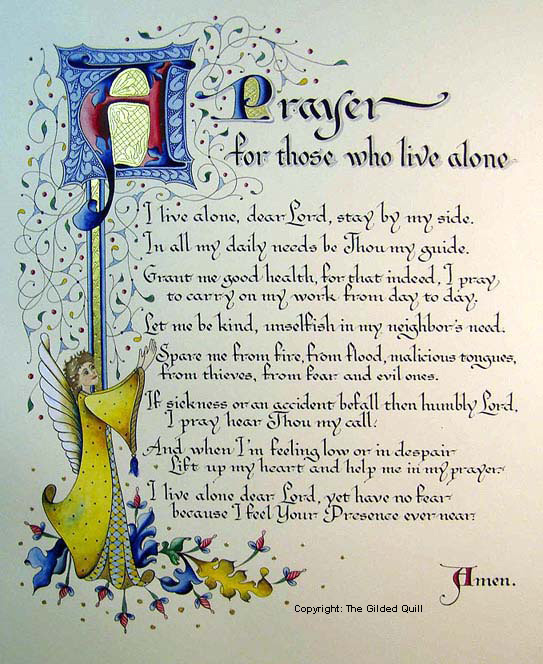 A Prayer
for those who live alone
I live alone, dear Lord, stay by my side.
In all my daily needs be Thou my guide.
Grant me good health, for that indeed, I pray
to carry on my work from day to day.
Let me be kind, unselfish in my neighbor's need.
Spare me from fire, from flood, malicious tongues,
from thieves, from fear and evil ones.
If sickness or an accident befall then humbly Lord,
I pray hear Thou my call.
And when I'm feeling low or in despair
Lift up my heart and help me in my prayer.
I live alone dear Lord, yet have no fear
because I feel Your Presence ever near.
Amen.
Copyright: The Gilded Quill